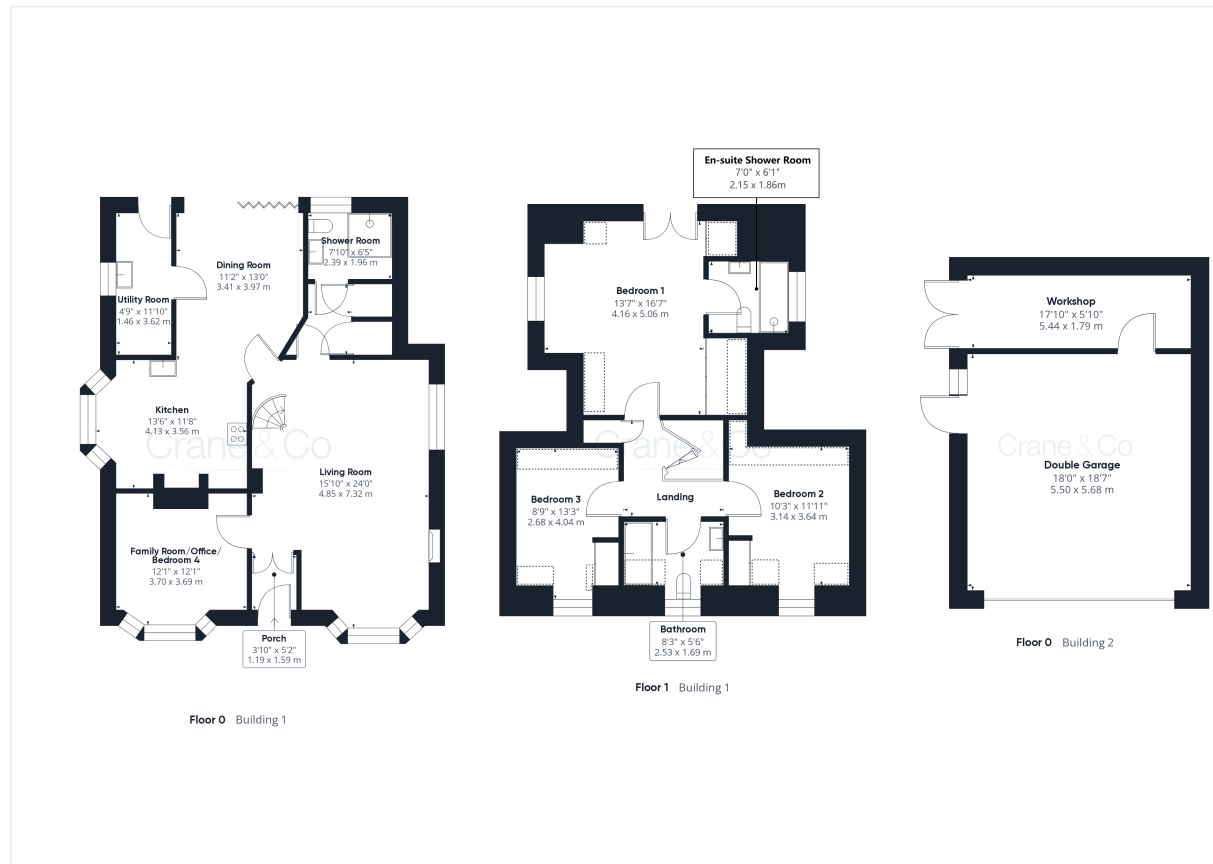 En-suite Shower Room
7'0" x 6'1"
2.15 x 1.86m
Shower Room
7'10" x 6'5"
2.39 x 1.96 m
Dining Room
11'2" x 13'0"
3.41 x 3.97 m
Utility Room
4'9" x 11'10"
1.46 x 3.62 m
Kitchen
13'6" x 11'8"
4.13 x 3.56 m
Crane & Co
Living Room
15'10" x 24'0"
4.85 x 7.32 m
Family Room/Office/
Bedroom 4
12'1" x 12'1"
3.70 x 3.69 m
Porch
3'10" x 5'2"
1.19 x 1.59 m
Floor 0 Building 1
Bedroom 1
13'7" x 16'7"
4.16 x 5.06 m
Crane & Co
Bedroom 3
8'9" x 13'3"
2.68 x 4.04 m
Landing
Bedroom 2
10'3" x 11'11"
3.14 x 3.64 m
Bathroom
8'3" x 5'6"
2.53 x 1.69 m
Floor 1 Building 1
Workshop
17'10" x 5'10"
5.44 x 1.79 m
Crane & Co
Double Garage
18'0" x 18'7"
5.50 x 5.68 m
Floor 0 Building 2